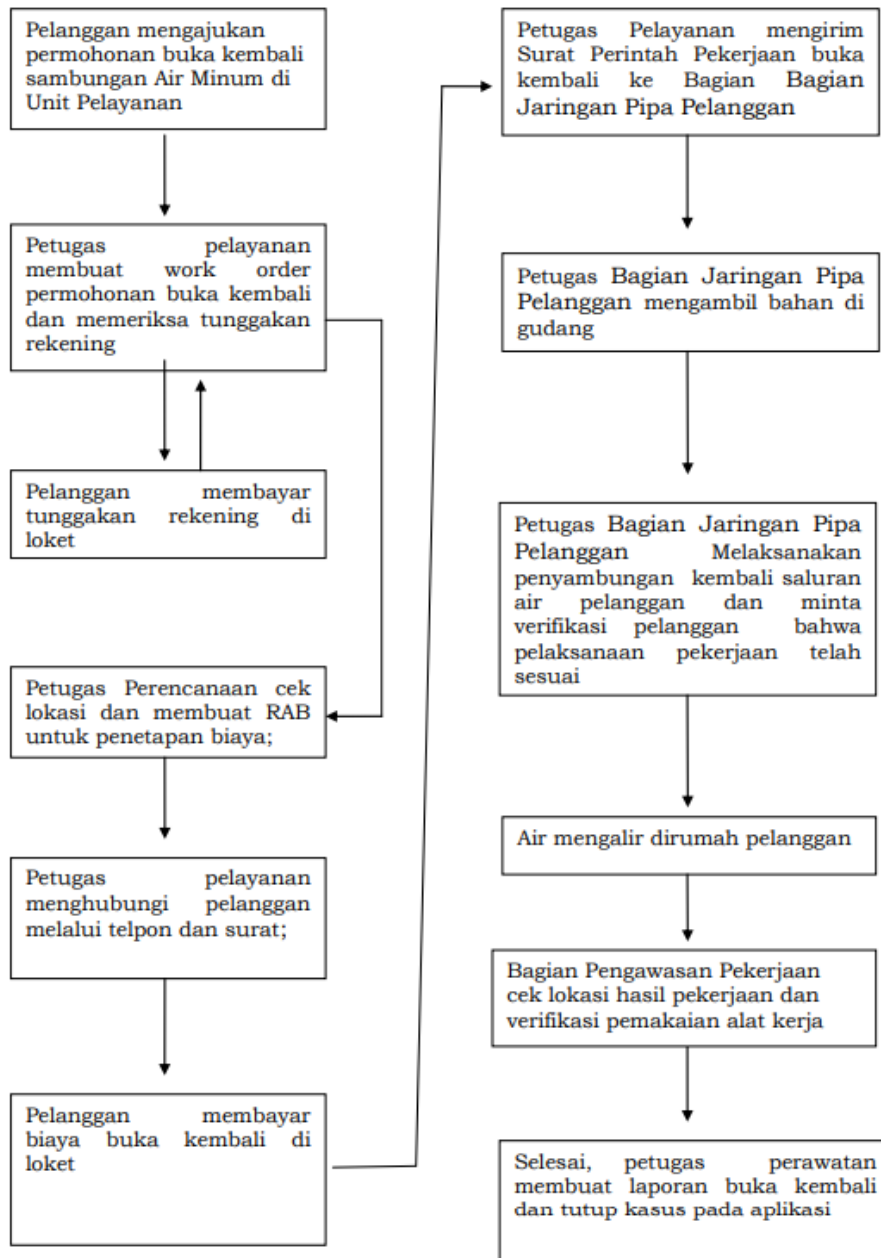 Pelanggan mengajukan
permohonan buka kembali
sambungan Air Minum di
Unit Pelayanan
Petugas pelayanan
membuat work order
permohonan buka kembali
dan memeriksa tunggakan
rekening
Pelanggan membayar
tunggakan rekening di
loket
Petugas Perencanaan cek
lokasi dan membuat RAB
untuk penetapan biaya;
Petugas pelayanan
menghubungi pelanggan
melalui telpon dan surat;
Pelanggan membayar
biaya buka kembali di
loket
Petugas Pelayanan mengirim
Surat Perintah Pekerjaan buka
kembali ke Bagian Bagian
Jaringan Pipa Pelanggan
Petugas Bagian Jaringan Pipa
Pelanggan mengambil bahan di
gudang
Petugas Bagian Jaringan Pipa
Pelanggan Melaksanakan
penyambungan kembali saluran
air pelanggan dan minta
verifikasi pelanggan bahwa
pelaksanaan pekerjaan telah
sesuai
Air mengalir dirumah pelanggan
Bagian Pengawasan Pekerjaan
cek lokasi hasil pekerjaan dan
verifikasi pemakaian alat kerja
Selesai, petugas perawatan
membuat laporan buka kembali
dan tutup kasus pada aplikasi